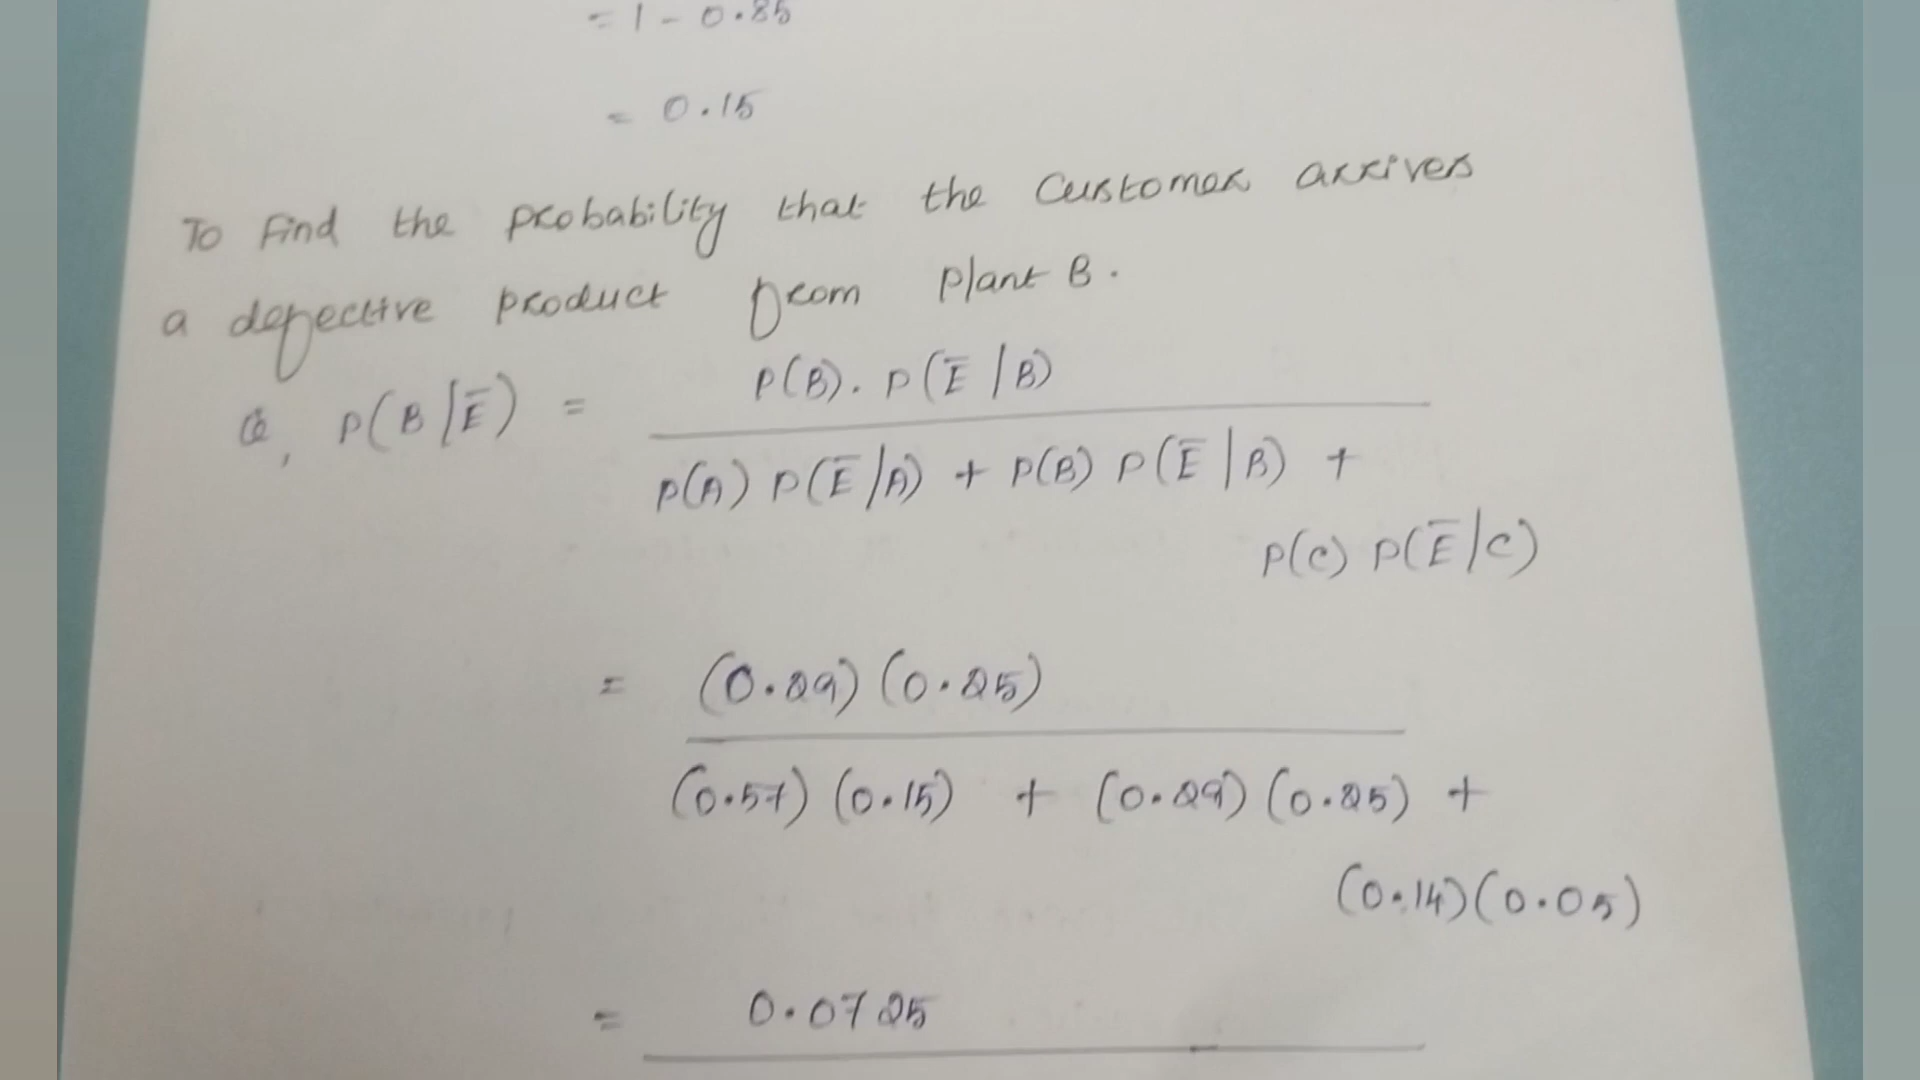 = 1 - 0.85
= 0.15
To Find the probability that the Customer arrives
a defective product from plant B.
P(B). P(Ē | B)
, P(B | Ē) =
P(A) P(Ē | A) + P(B) P(Ē | B) +
P(C) P(Ē | C)
= (0.29) (0.25)
(0.57) (0.15) + (0.29) (0.25) +
(0.14) (0.05)
= 0.0725